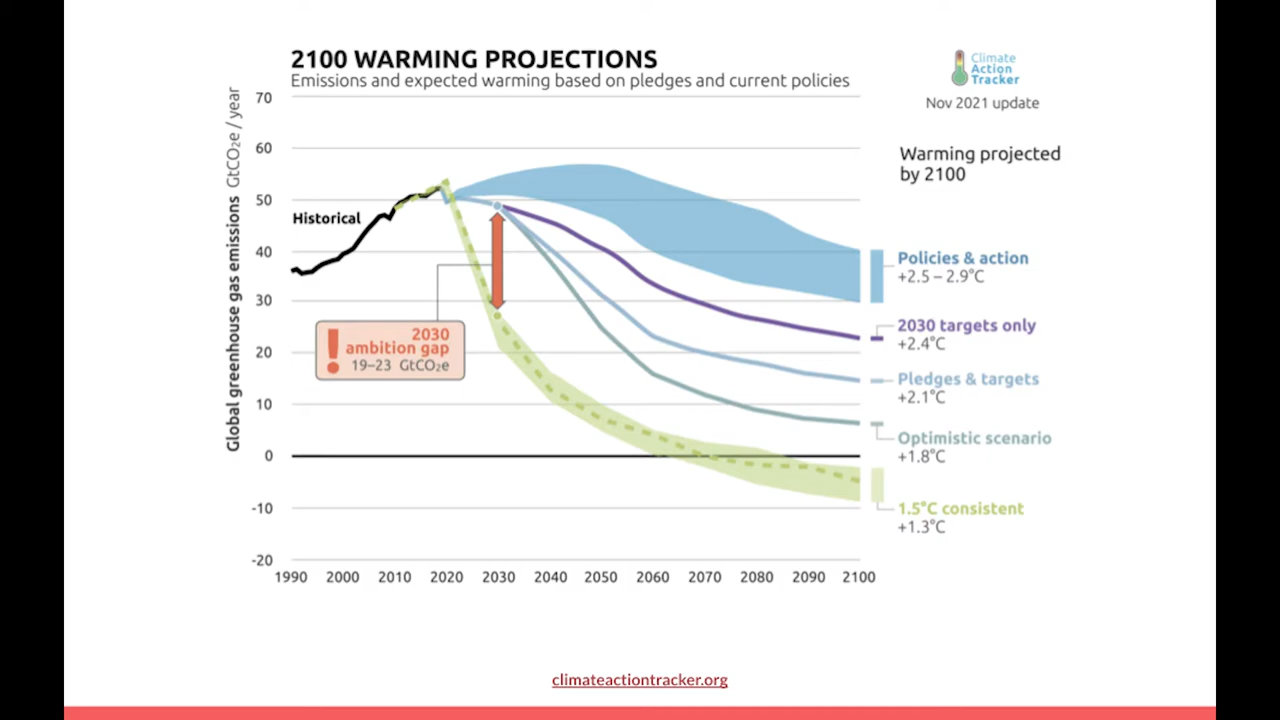 2100 WARMING PROJECTIONS
Emissions and expected warming based on pledges and current policies
Climate
Action
Tracker
Nov 2021 update
Global greenhouse gas emissions GtCO₂e / year
70
60
50
40
30
20
10
0
-10
-20
Historical
2030
ambition gap
19–23 GtCO₂e
Warming projected
by 2100
Policies & action
+2.5 – 2.9°C
2030 targets only
+2.4°C
Pledges & targets
+2.1°C
Optimistic scenario
+1.8°C
1.5°C consistent
+1.3°C
1990 2000 2010 2020 2030 2040 2050 2060 2070 2080 2090 2100
climateactiontracker.org